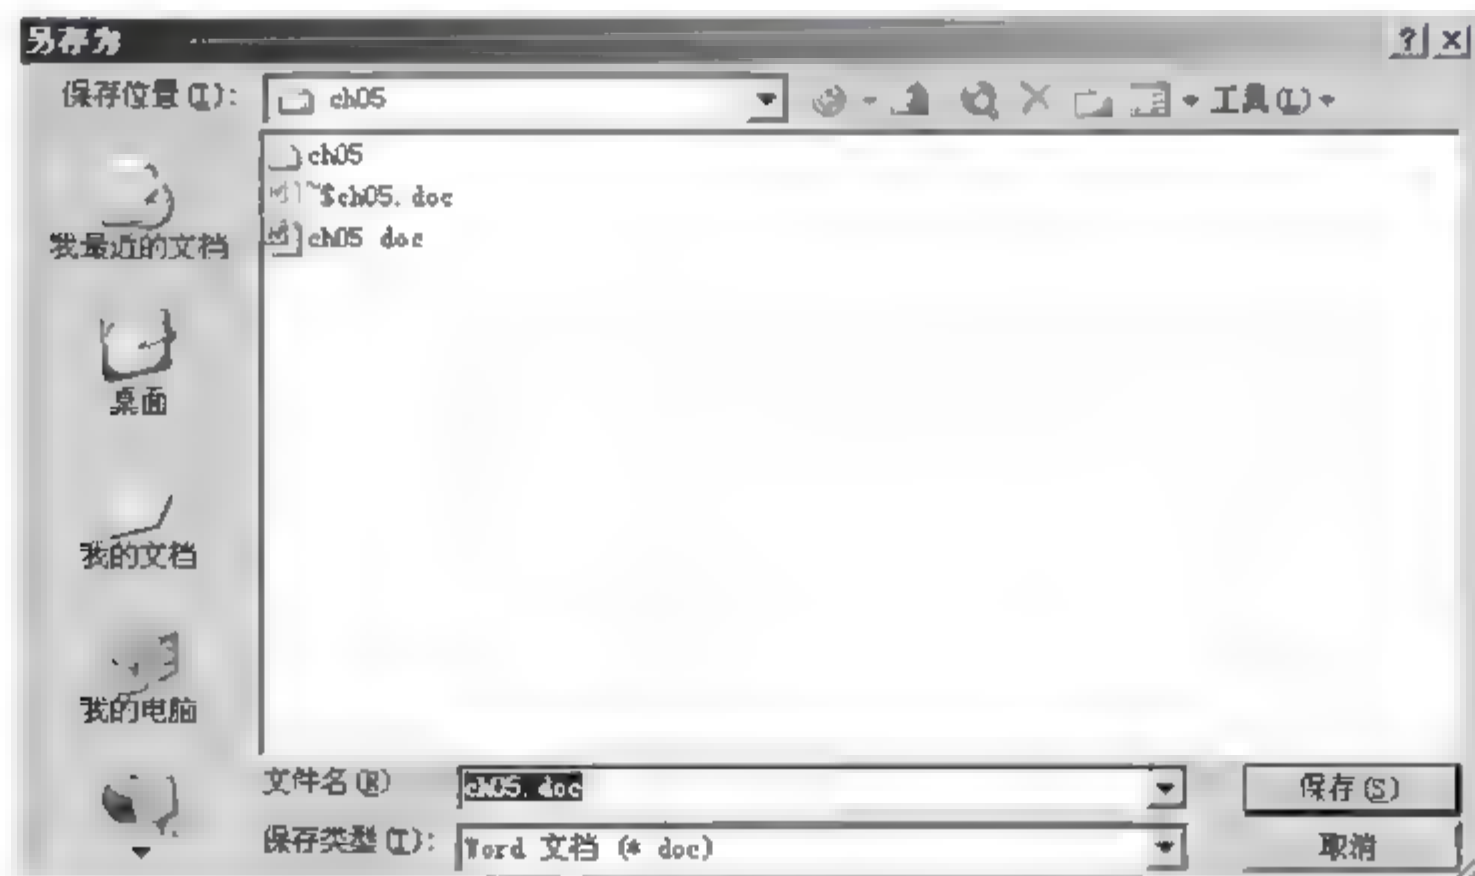 另存为
保存位置(I):
ch05
工具(L)
ch05
~$ch05.doc
ch05 doc
我最近的文档
桌面
我的文档
我的电脑
文件名(N)
ch05.doc
保存(S)
保存类型(T):
Word 文档 (* doc)
取消